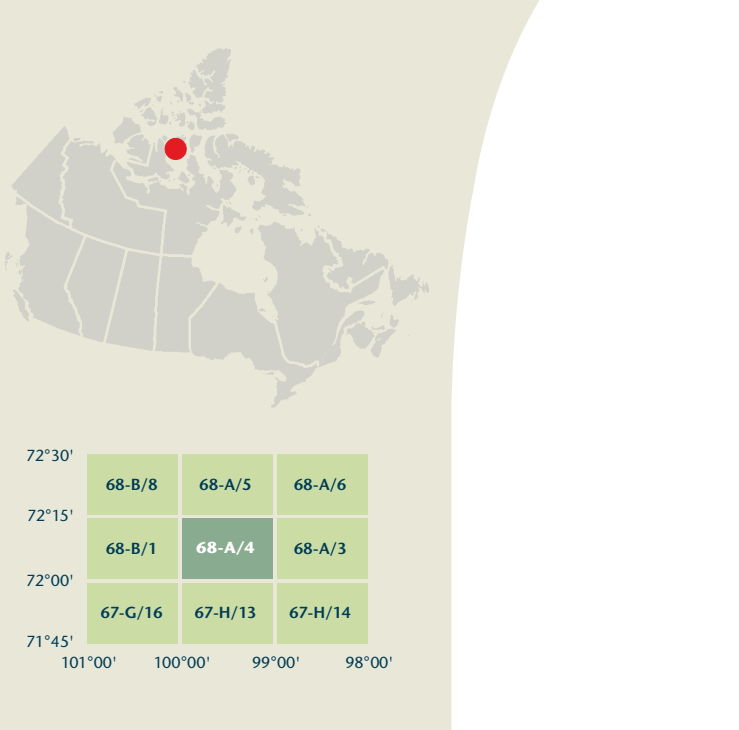 72°30'
68-B/8 68-A/5 68-A/6
72°15'
68-B/1 68-A/4 68-A/3
72°00'
67-G/16 67-H/13 67-H/14
71°45'
101°00' 100°00' 99°00' 98°00'